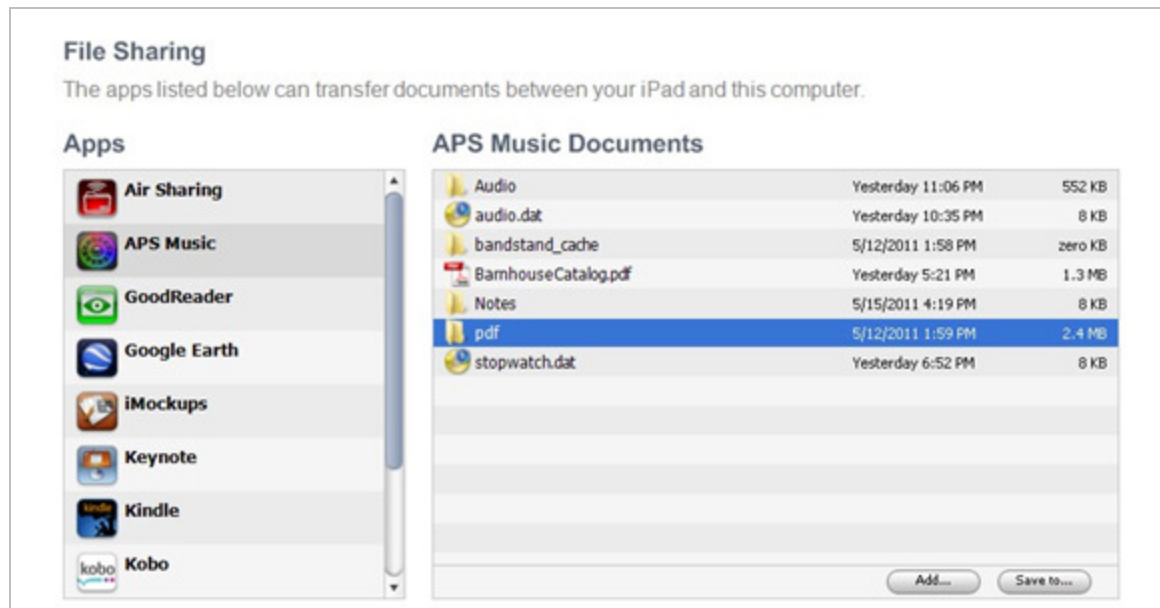 File Sharing
The apps listed below can transfer documents between your iPad and this computer.
Apps
Air Sharing
APS Music
GoodReader
Google Earth
iMockups
Keynote
kindle
Kindle
kobo
Kobo
APS Music Documents
Audio Yesterday 11:06 PM 552 KB
audio.dat Yesterday 10:35 PM 8 KB
bandstand_cache 5/12/2011 1:58 PM zero KB
BarnhouseCatalog.pdf Yesterday 5:21 PM 1.3 MB
Notes 5/15/2011 4:19 PM 8 KB
pdf 5/12/2011 1:59 PM 2.4 MB
stopwatch.dat Yesterday 6:52 PM 8 KB
Add... Save to...